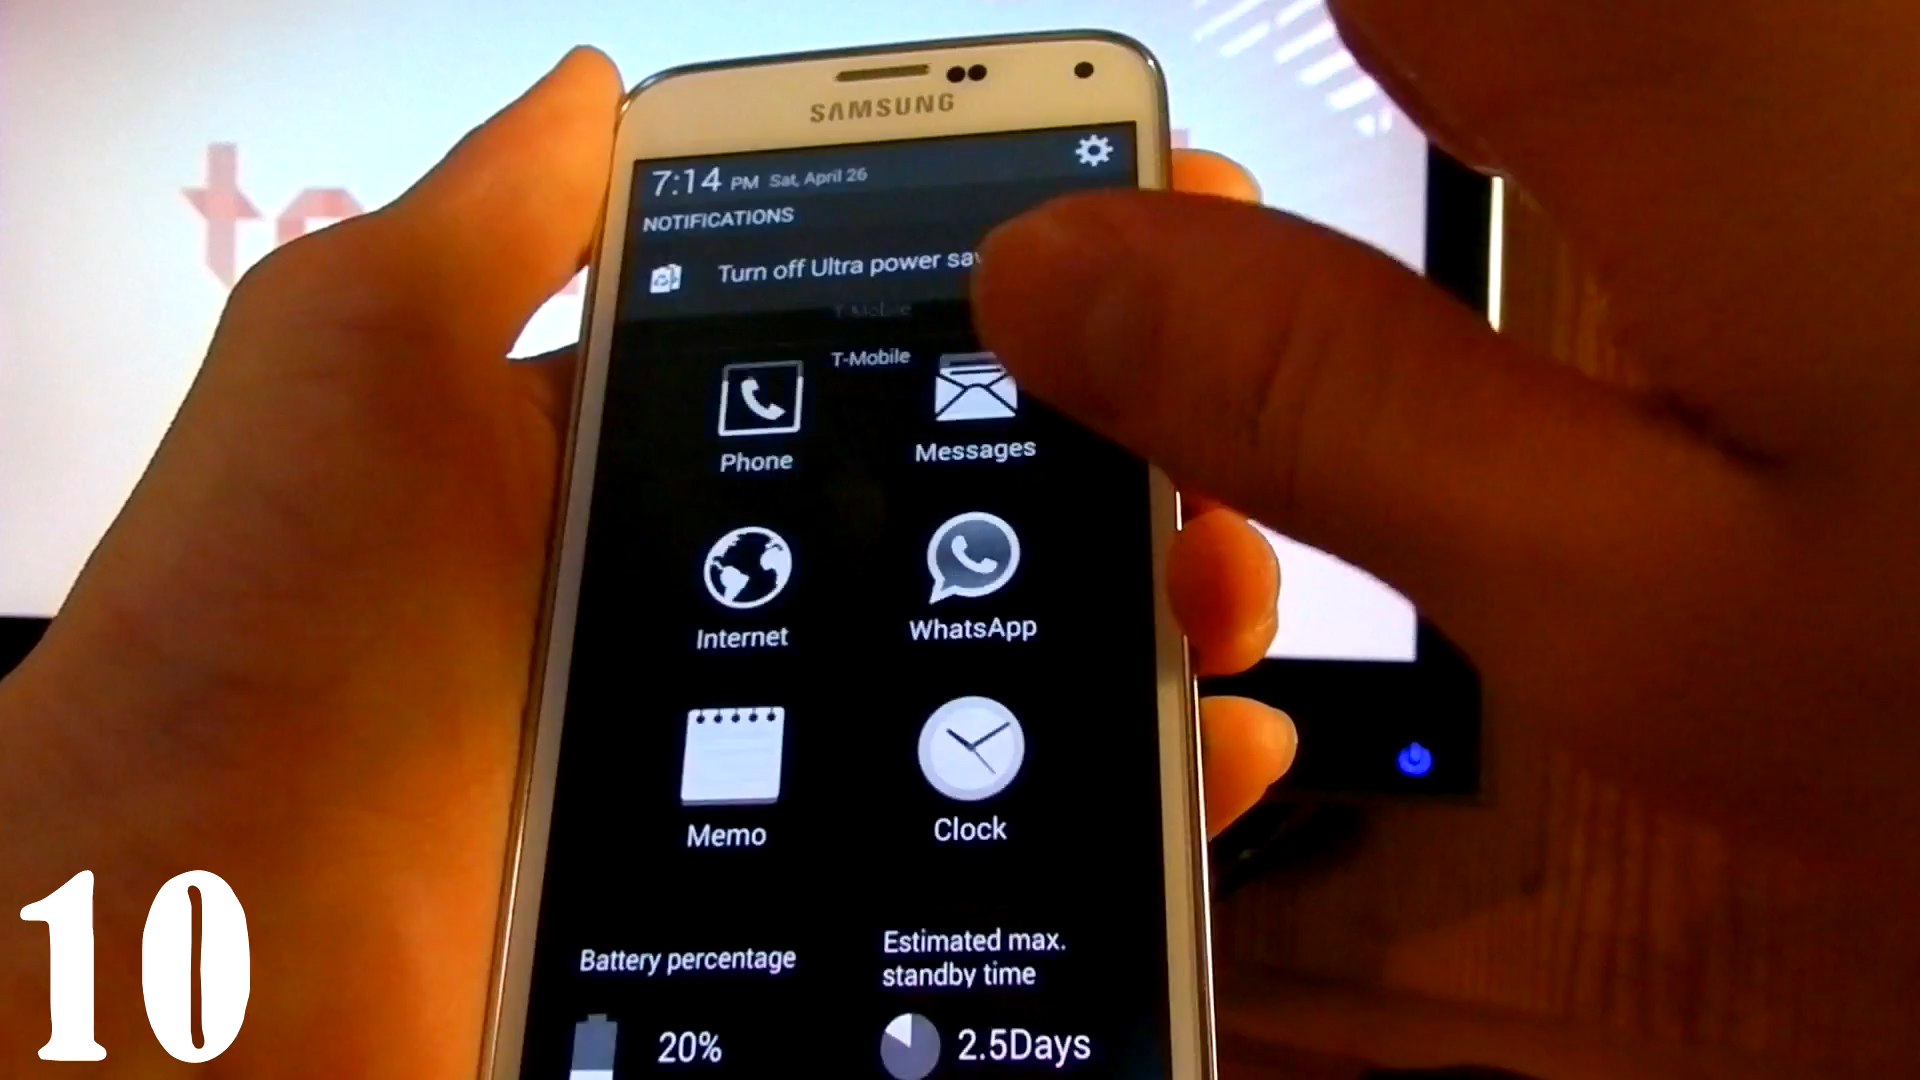 SAMSUNG
7:14 PM Sat, April 26
NOTIFICATIONS
Turn off Ultra power
T-Mobile
T-Mobile
Phone
Messages
Internet
WhatsApp
Memo
Clock
Battery percentage
Estimated max.
standby time
20%
2.5Days
10